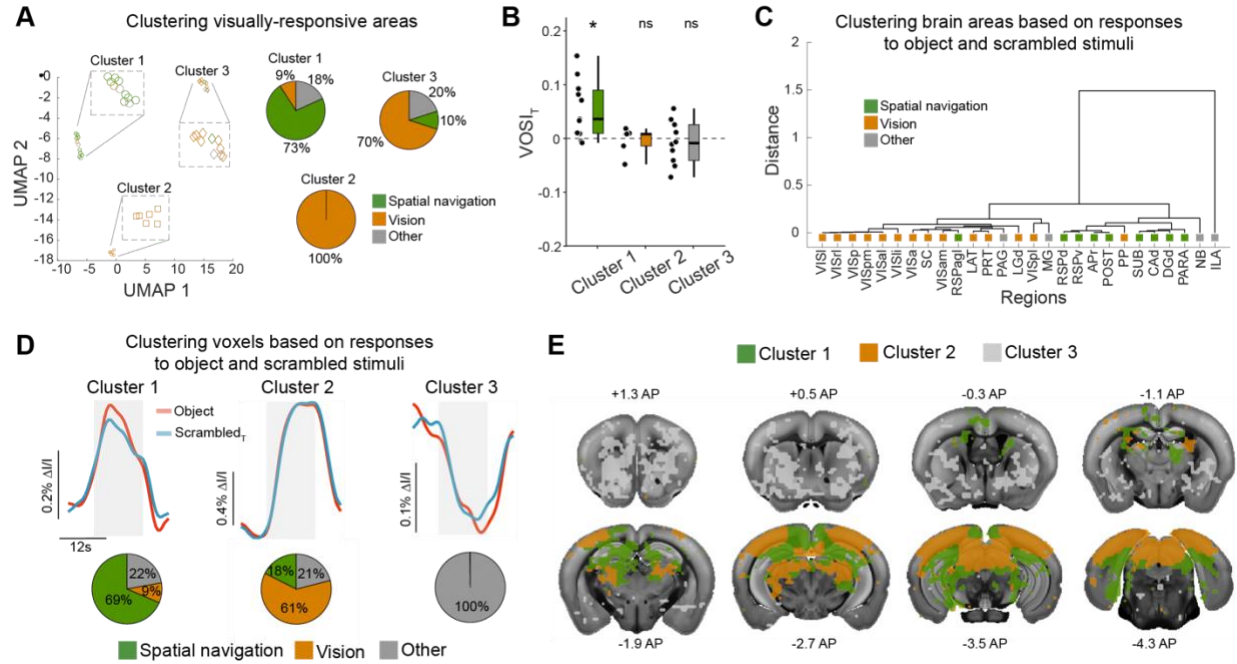 A
Clustering visually-responsive areas
Cluster 1
Cluster 3
Cluster 2
0
-2
-4
-6
-8
-10
-12
-14
-16
-18
UMAP 2
-10 -5 0 5 10 15 20
UMAP 1
Cluster 1
9%
18%
73%
Cluster 3
20%
10%
70%
Cluster 2
100%
Spatial navigation
Vision
Other
B
* ns ns
0.2
0.1
0
-0.1
-0.2
VOSI_T
Cluster 1
Cluster 2
Cluster 3
C
Clustering brain areas based on responses
to object and scrambled stimuli
2
1.5
1
0.5
0
Distance
Spatial navigation
Vision
Other
VISl VISrl VISp VISpm VISal VISli VISa SC VISam RSPagl LAT PRT PAG LGd VISpl MG RSPd RSPv APr POST PP SUB CAd DGd PARA NB ILA
Regions
D
Clustering voxels based on responses
to object and scrambled stimuli
Cluster 1 Cluster 2 Cluster 3
Object
Scrambled_T
0.2% ΔI/I
0.4% ΔI/I
0.1% ΔI/I
12s
22%
9%
69%
18%
21%
61%
100%
Spatial navigation Vision Other
E
Cluster 1 Cluster 2 Cluster 3
+1.3 AP +0.5 AP -0.3 AP -1.1 AP
-1.9 AP -2.7 AP -3.5 AP -4.3 AP